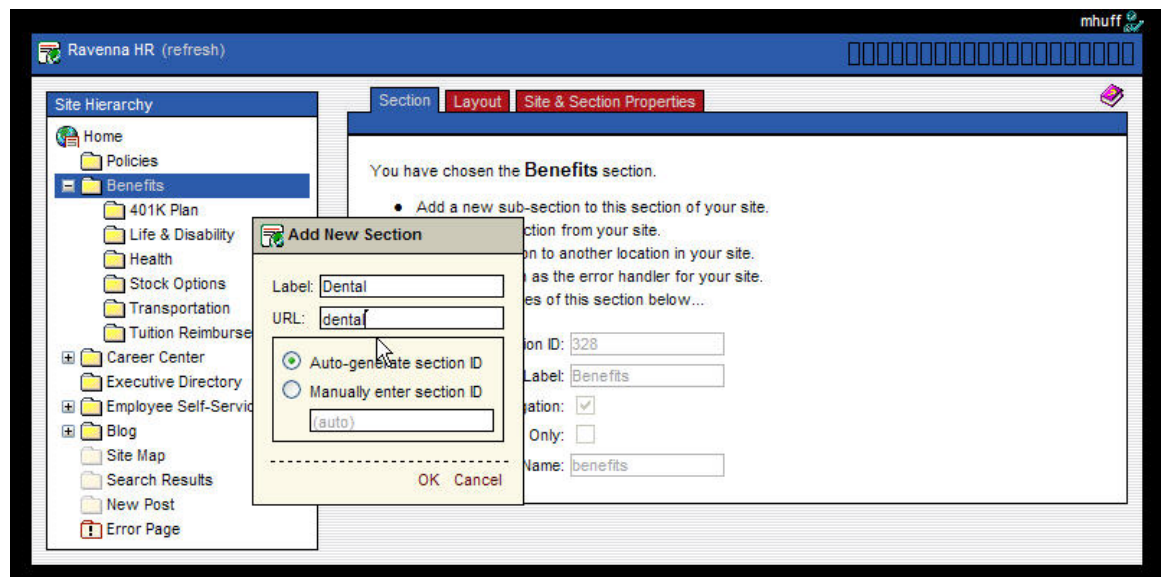 mhuff
Ravenna HR (refresh)
Site Hierarchy
Home
Policies
Benefits
401K Plan
Life & Disability
Health
Stock Options
Transportation
Tuition Reimburse
Career Center
Executive Directory
Employee Self-Servic
Blog
Site Map
Search Results
New Post
Error Page
Section Layout Site & Section Properties
You have chosen the Benefits section.
• Add a new sub-section to this section of your site.
ction from your site.
on to another location in your site.
as the error handler for your site.
es of this section below...
ion ID: 328
Label: Benefits
gation:
Only:
Name: benefits
Add New Section
Label: Dental
URL: dental
Auto-generate section ID
Manually enter section ID
(auto)
OK Cancel